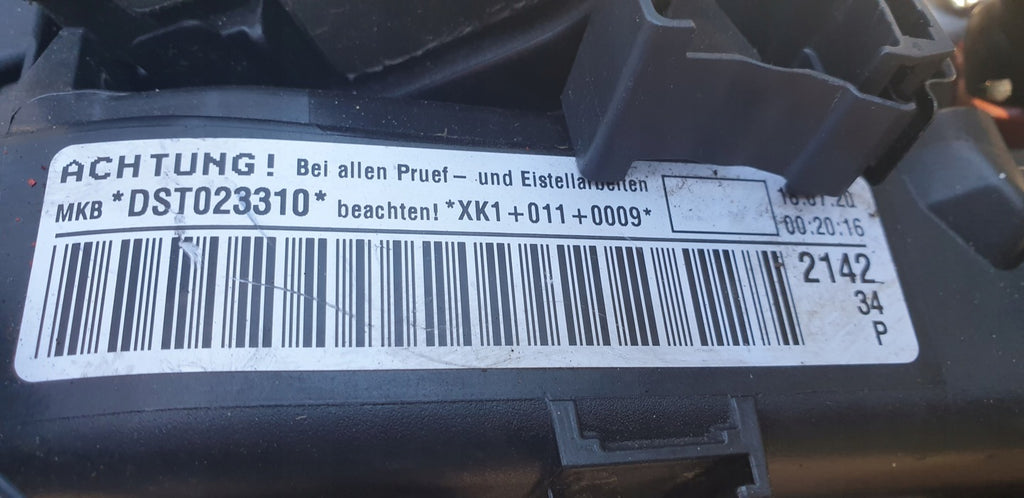 ACHTUNG! Bei allen Pruef- und Eistellarbeiten
MKB *DST023310* beachten! *XK1+011+0009*
00:20:16
2142
34
P